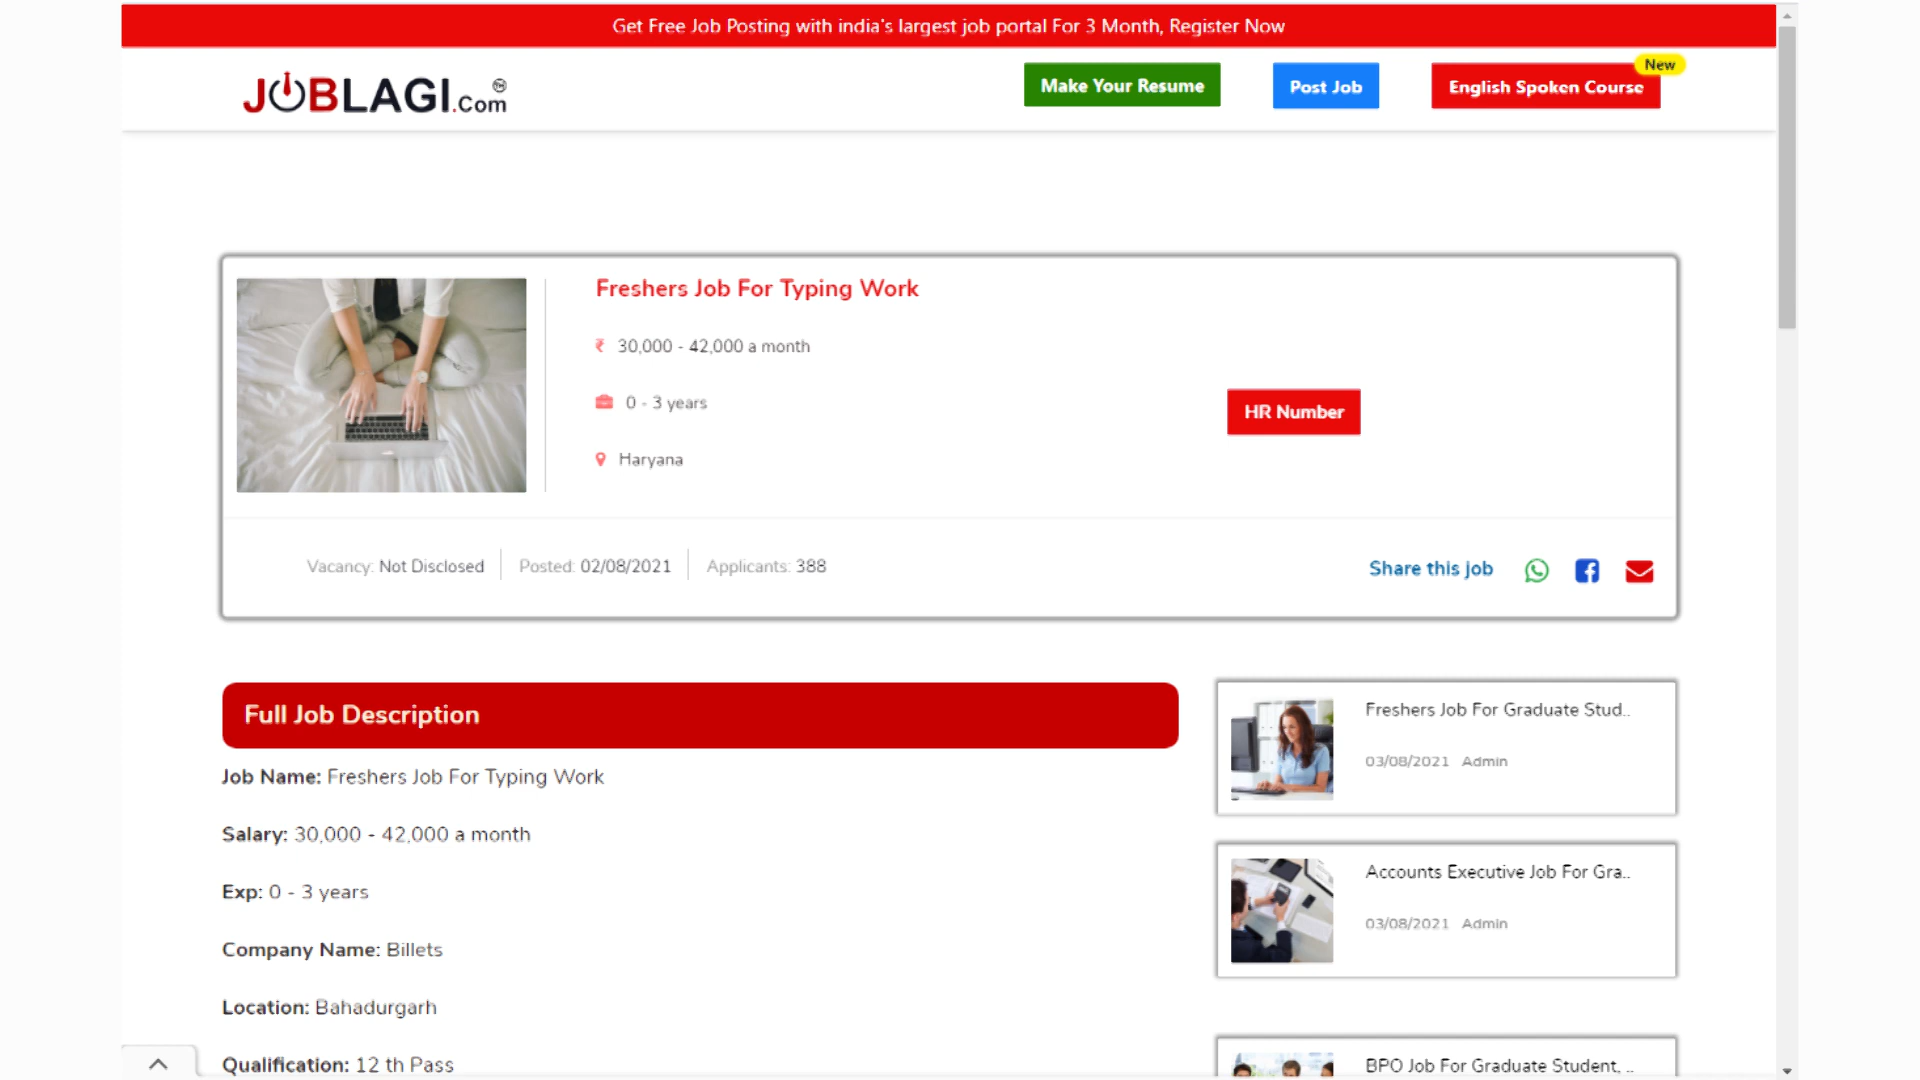 Get Free Job Posting with india's largest job portal For 3 Month, Register Now
JOBLAGI.Com TM
Make Your Resume
Post Job
English Spoken Course
New
Freshers Job For Typing Work
₹ 30,000 - 42,000 a month
0 - 3 years
Haryana
HR Number
Vacancy: Not Disclosed
Posted: 02/08/2021
Applicants: 388
Share this job
Full Job Description
Job Name: Freshers Job For Typing Work
Salary: 30,000 - 42,000 a month
Exp: 0 - 3 years
Company Name: Billets
Location: Bahadurgarh
Qualification: 12 th Pass
Freshers Job For Graduate Stud..
03/08/2021 Admin
Accounts Executive Job For Gra..
03/08/2021 Admin
BPO Job For Graduate Student, ..